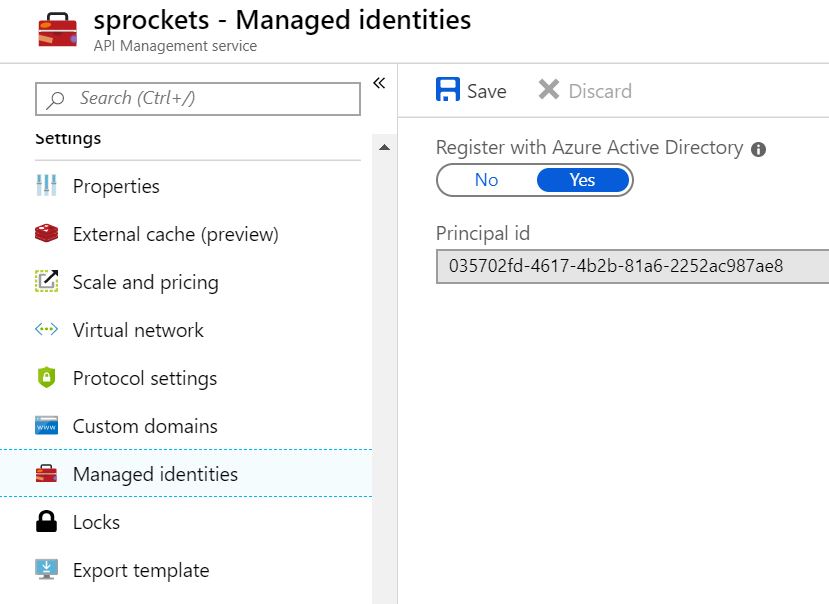 sprockets - Managed identities
API Management service
Search (Ctrl+/)
«
Settings
Properties
External cache (preview)
Scale and pricing
Virtual network
Protocol settings
www
Custom domains
Managed identities
Locks
Export template
Save
Discard
Register with Azure Active Directory
No Yes
Principal id
035702fd-4617-4b2b-81a6-2252ac987ae8